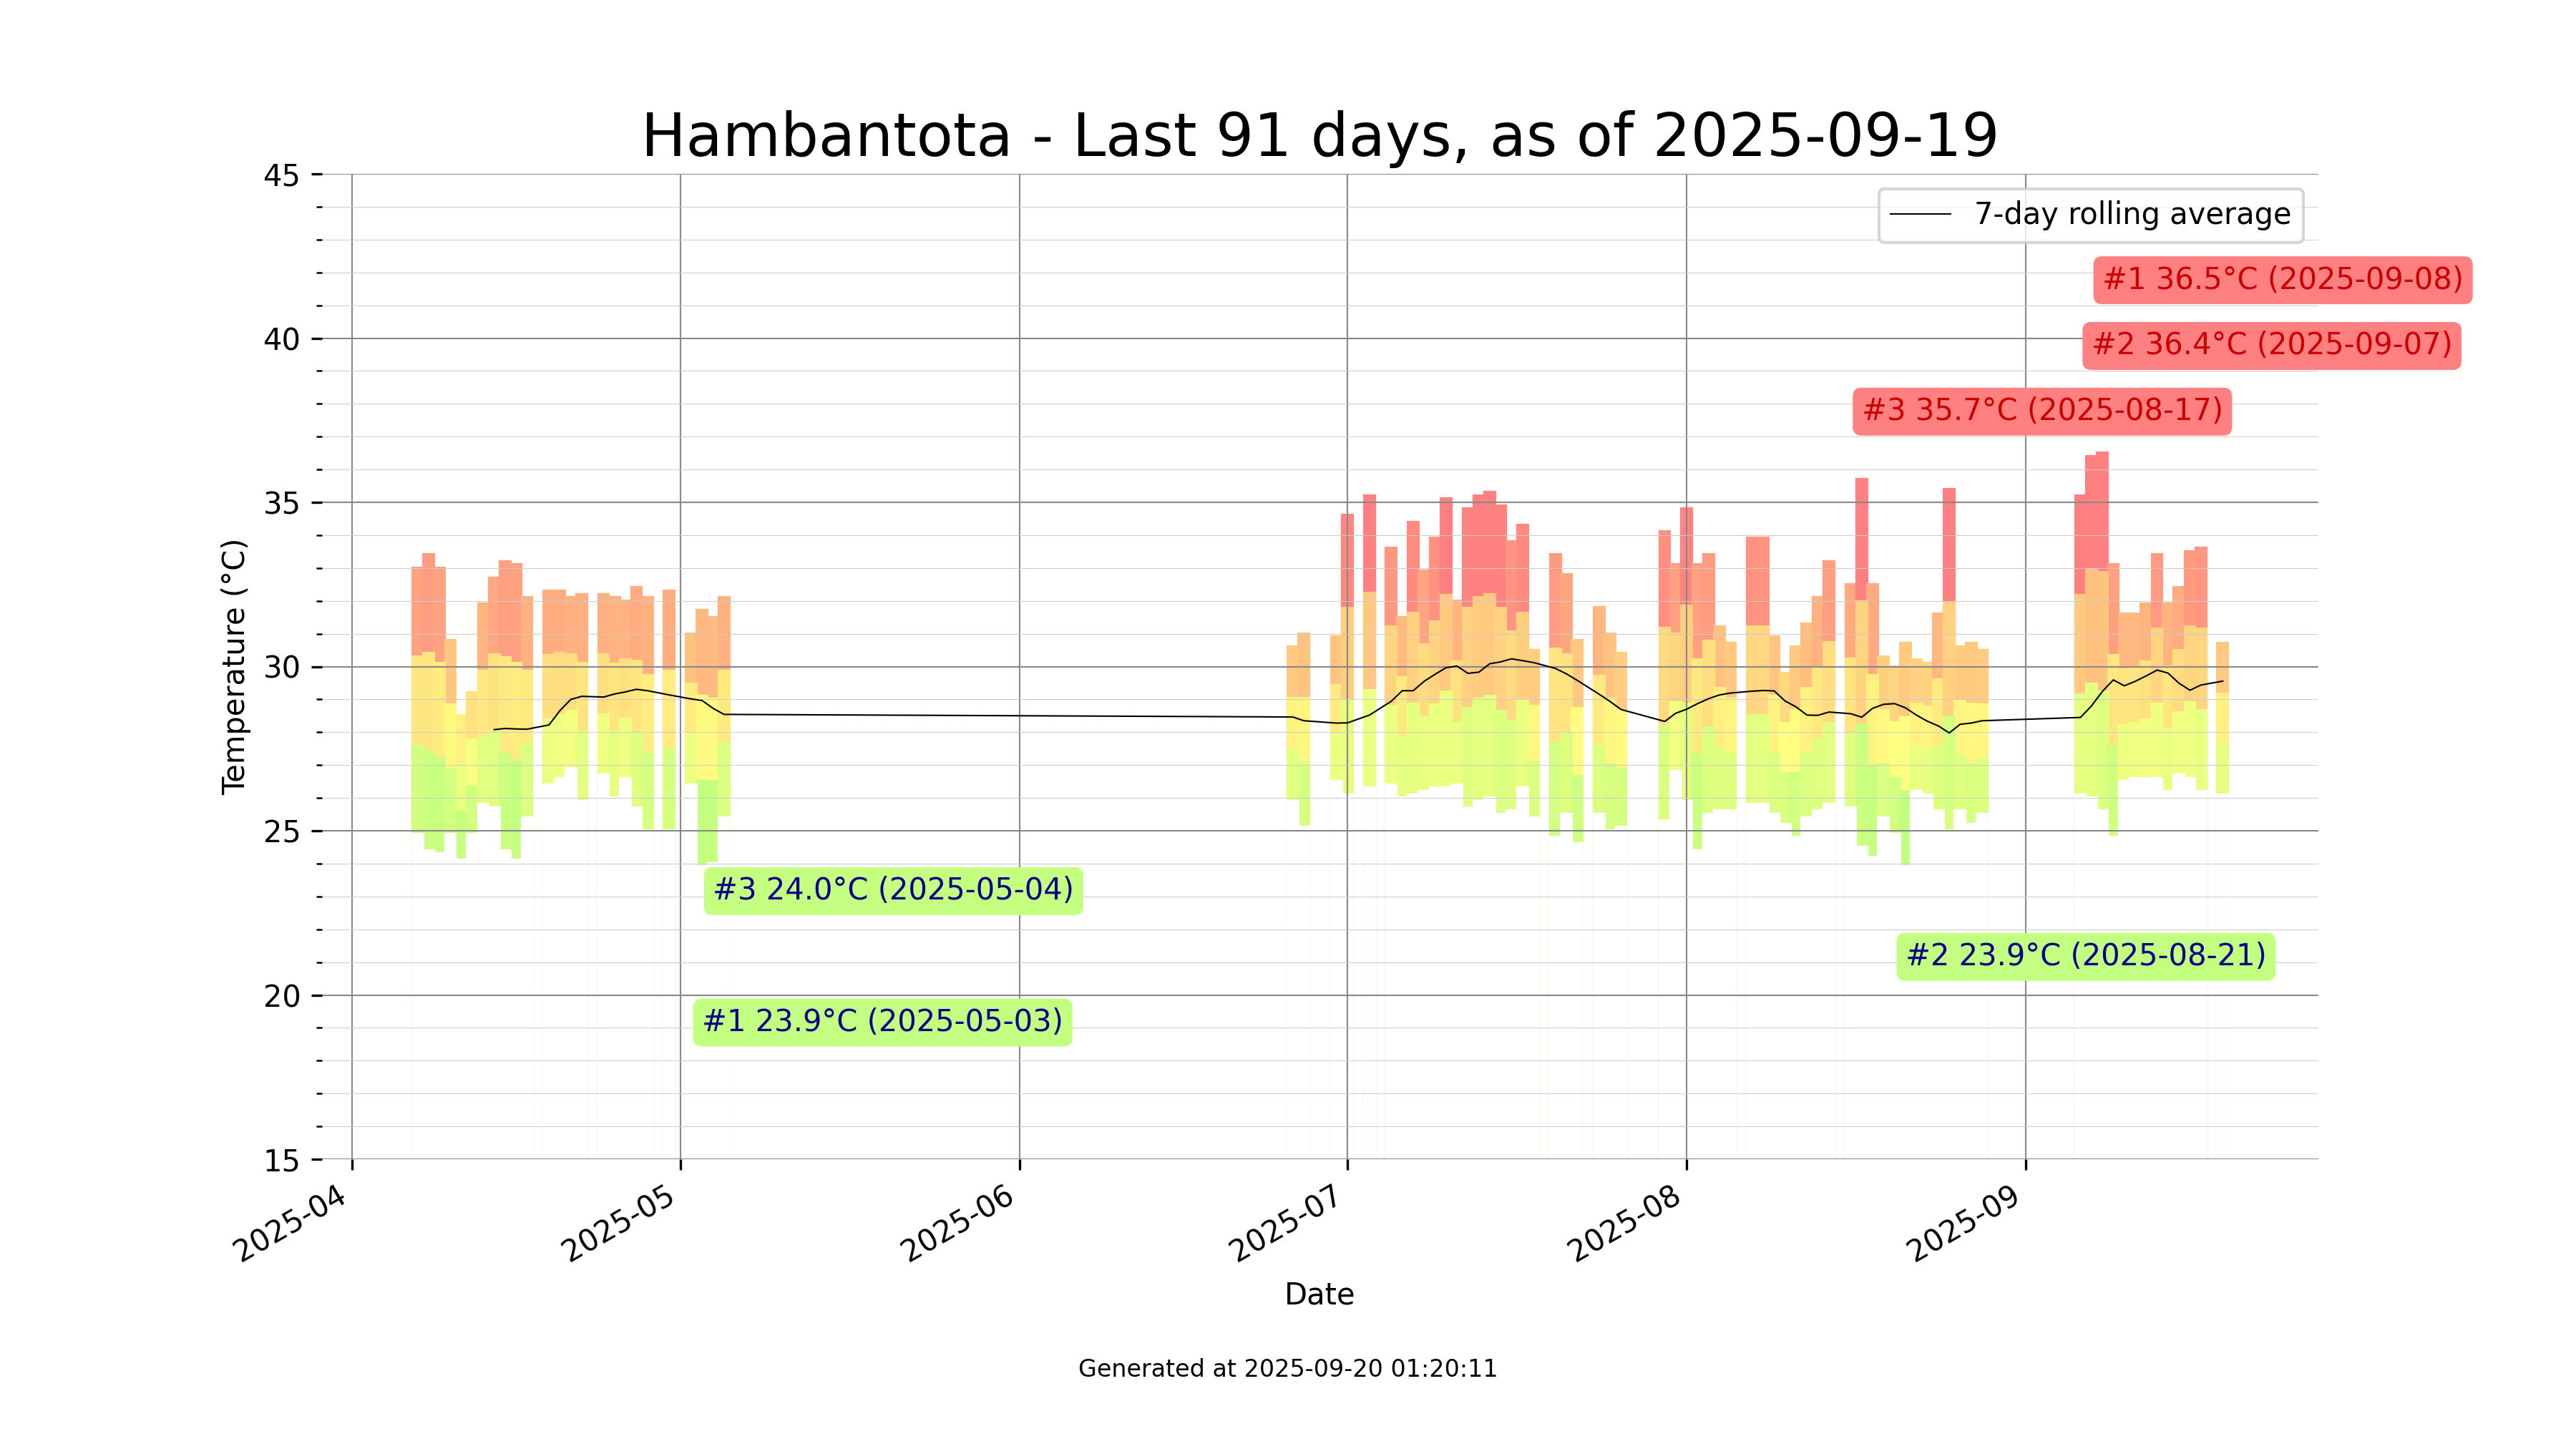 Hambantota - Last 91 days, as of 2025-09-19
45
40
35
30
25
20
15
Temperature (°C)
7-day rolling average
#1 36.5°C (2025-09-08)
#2 36.4°C (2025-09-07)
#3 35.7°C (2025-08-17)
#3 24.0°C (2025-05-04)
#2 23.9°C (2025-08-21)
#1 23.9°C (2025-05-03)
2025-04
2025-05
2025-06
2025-07
2025-08
2025-09
Date
Generated at 2025-09-20 01:20:11